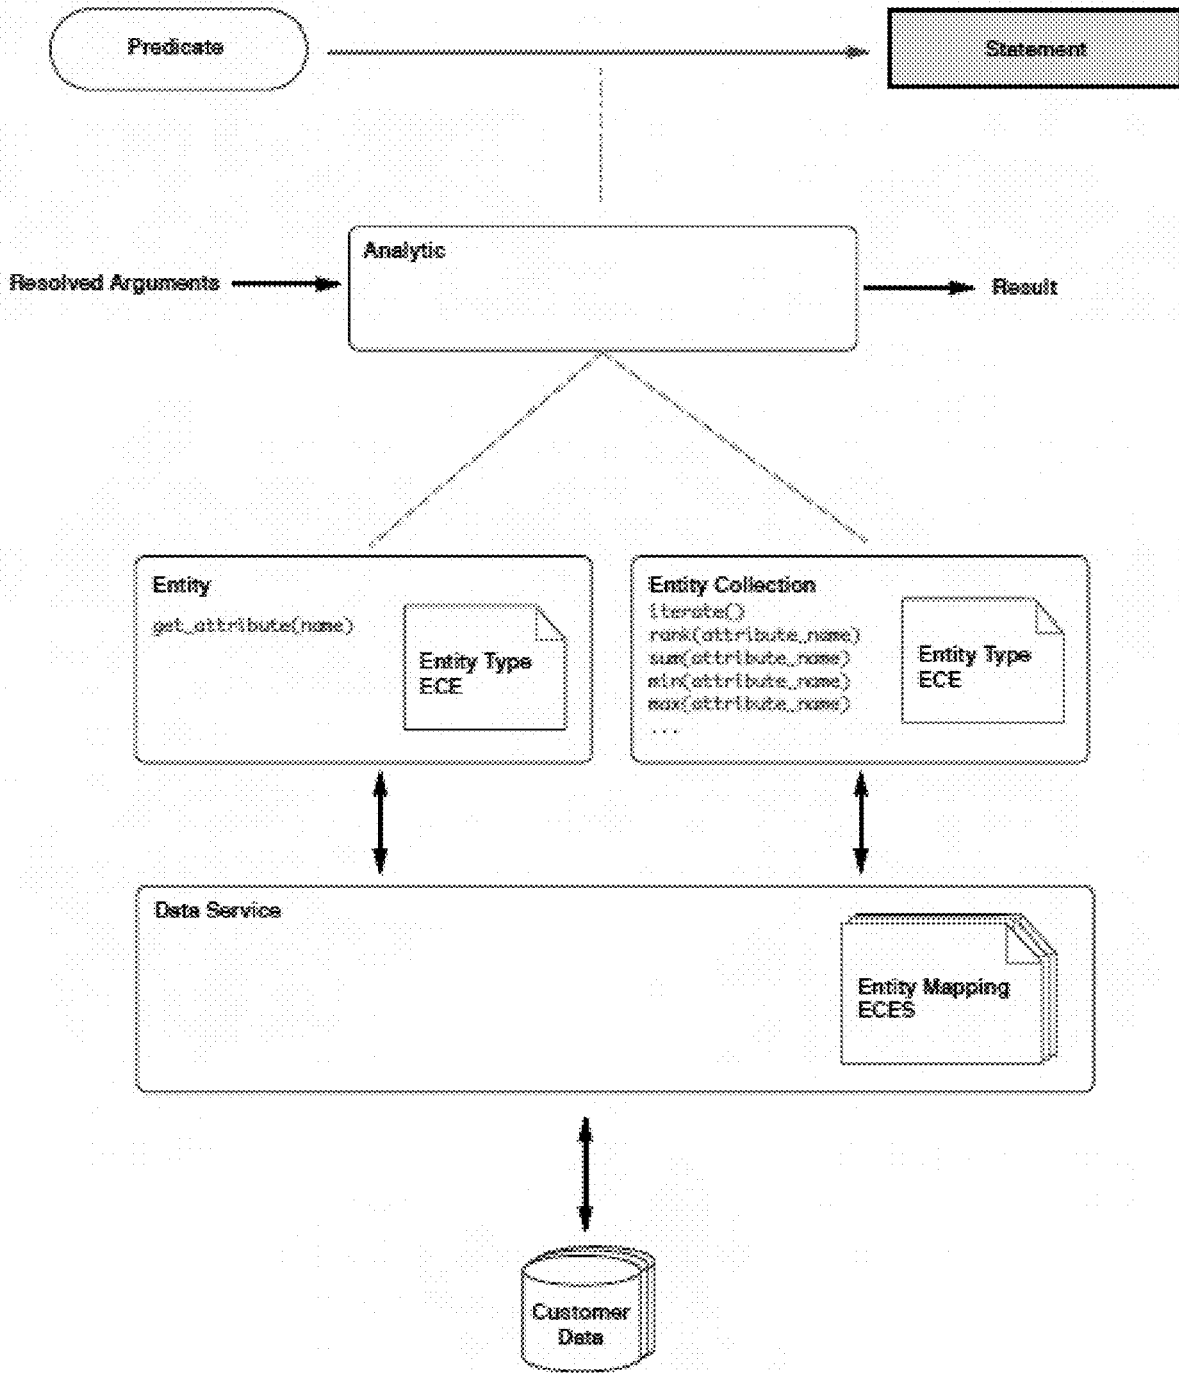 Predicate
Statement
Analytic
Resolved Arguments
Result
Entity
get_attribute(name)
Entity Type
ECE
Entity Collection
iterate()
rank(attribute_name)
sum(attribute_name)
min(attribute_name)
max(attribute_name)
...
Entity Type
ECE
Data Service
Entity Mapping
ECES
Customer
Data